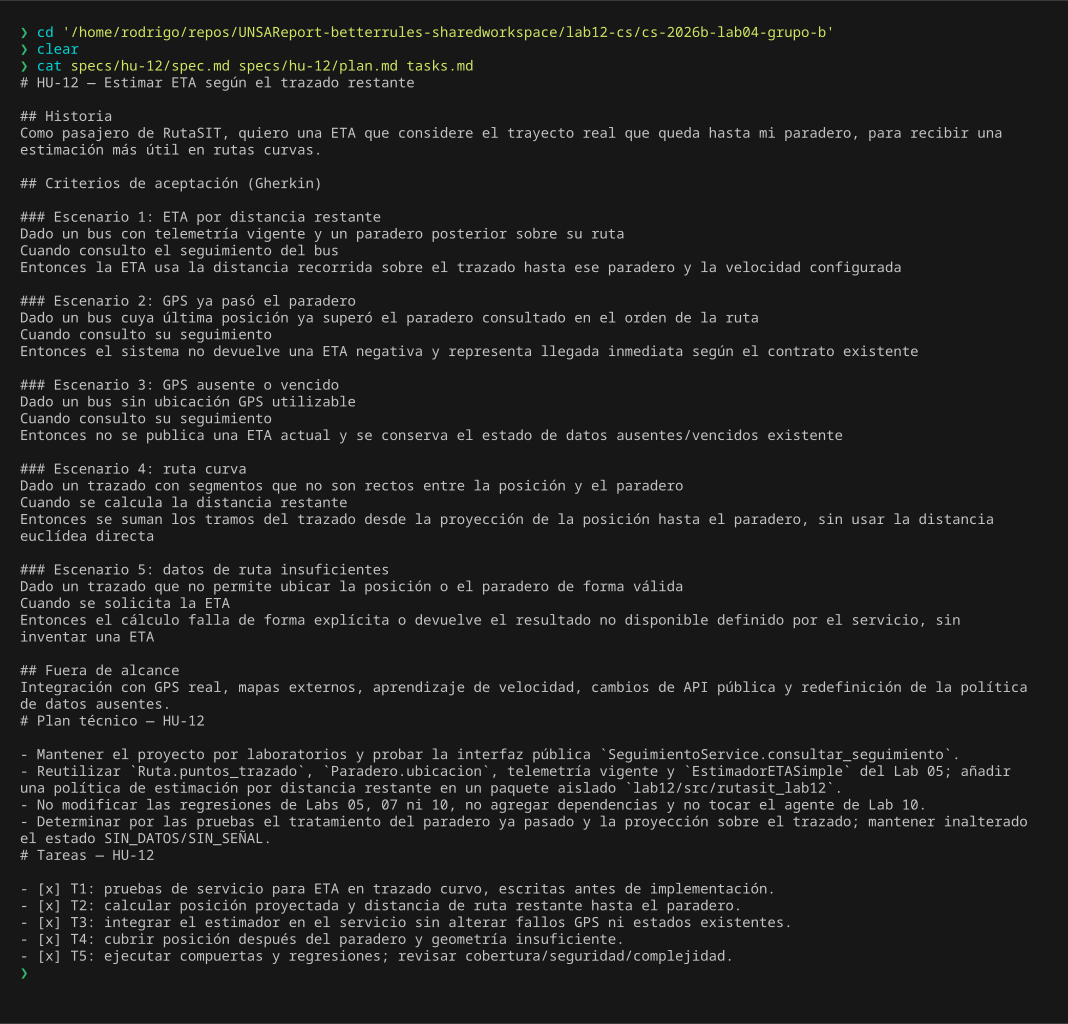 ❯ cd '/home/rodrigo/repos/UNSAReport-betterrules-sharedworkspace/lab12-cs/cs-2026b-lab04-grupo-b'
❯ clear
❯ cat specs/hu-12/spec.md specs/hu-12/plan.md tasks.md
# HU-12 — Estimar ETA según el trazado restante

## Historia
Como pasajero de RutaSIT, quiero una ETA que considere el trayecto real que queda hasta mi paradero, para recibir una
estimación más útil en rutas curvas.

## Criterios de aceptación (Gherkin)

### Escenario 1: ETA por distancia restante
Dado un bus con telemetría vigente y un paradero posterior sobre su ruta
Cuando consulto el seguimiento del bus
Entonces la ETA usa la distancia recorrida sobre el trazado hasta ese paradero y la velocidad configurada

### Escenario 2: GPS ya pasó el paradero
Dado un bus cuya última posición ya superó el paradero consultado en el orden de la ruta
Cuando consulto su seguimiento
Entonces el sistema no devuelve una ETA negativa y representa llegada inmediata según el contrato existente

### Escenario 3: GPS ausente o vencido
Dado un bus sin ubicación GPS utilizable
Cuando consulto su seguimiento
Entonces no se publica una ETA actual y se conserva el estado de datos ausentes/vencidos existente

### Escenario 4: ruta curva
Dado un trazado con segmentos que no son rectos entre la posición y el paradero
Cuando se calcula la distancia restante
Entonces se suman los tramos del trazado desde la proyección de la posición hasta el paradero, sin usar la distancia
euclídea directa

### Escenario 5: datos de ruta insuficientes
Dado un trazado que no permite ubicar la posición o el paradero de forma válida
Cuando se solicita la ETA
Entonces el cálculo falla de forma explícita o devuelve el resultado no disponible definido por el servicio, sin
inventar una ETA

## Fuera de alcance
Integración con GPS real, mapas externos, aprendizaje de velocidad, cambios de API pública y redefinición de la política
de datos ausentes.
# Plan técnico — HU-12

- Mantener el proyecto por laboratorios y probar la interfaz pública `SeguimientoService.consultar_seguimiento`.
- Reutilizar `Ruta.puntos_trazado`, `Paradero.ubicacion`, telemetría vigente y `EstimadorETASimple` del Lab 05; añadir
una política de estimación por distancia restante en un paquete aislado `lab12/src/rutasit_lab12`.
- No modificar las regresiones de Labs 05, 07 ni 10, no agregar dependencias y no tocar el agente de Lab 10.
- Determinar por las pruebas el tratamiento del paradero ya pasado y la proyección sobre el trazado; mantener inalterado
el estado SIN_DATOS/SIN_SEÑAL.
# Tareas — HU-12

- [x] T1: pruebas de servicio para ETA en trazado curvo, escritas antes de implementación.
- [x] T2: calcular posición proyectada y distancia de ruta restante hasta el paradero.
- [x] T3: integrar el estimador en el servicio sin alterar fallos GPS ni estados existentes.
- [x] T4: cubrir posición después del paradero y geometría insuficiente.
- [x] T5: ejecutar compuertas y regresiones; revisar cobertura/seguridad/complejidad.
❯